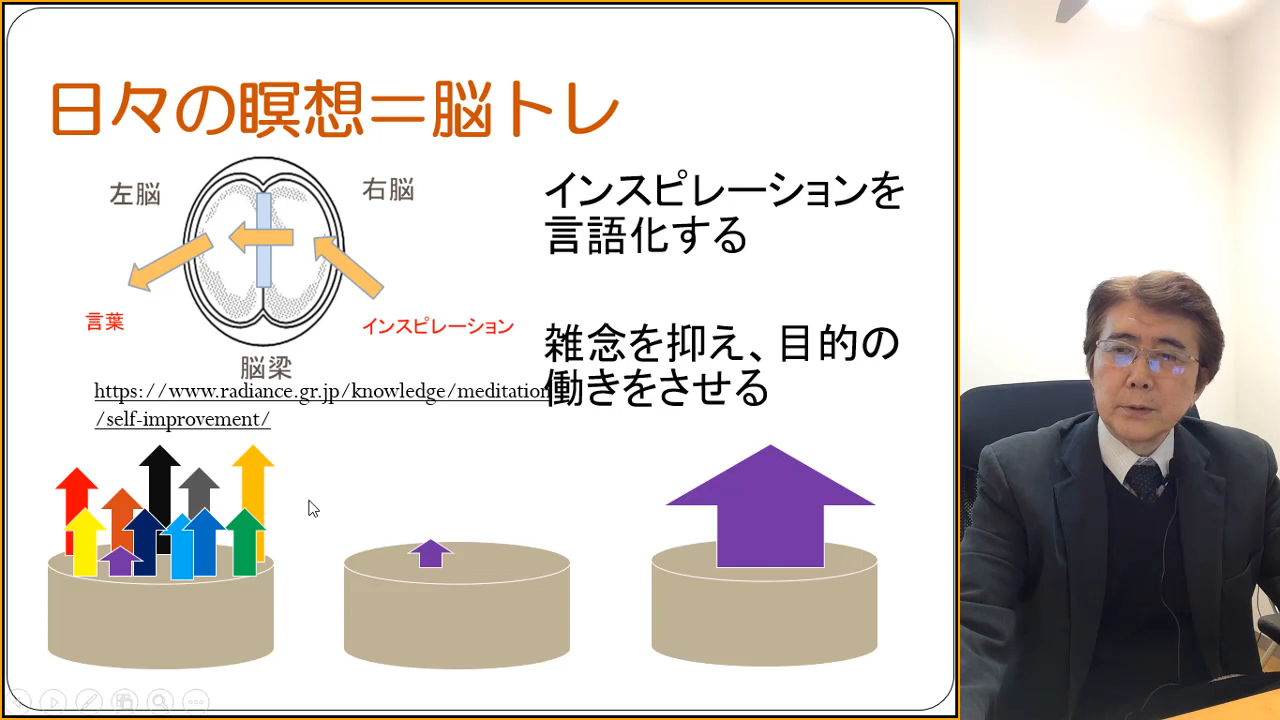 日々の瞑想＝脳トレ
左脳
右脳
言葉
インスピレーション
脳梁
https://www.radiance.gr.jp/knowledge/meditation
/self-improvement/
インスピレーションを
言語化する
雑念を抑え、目的の
働きをさせる